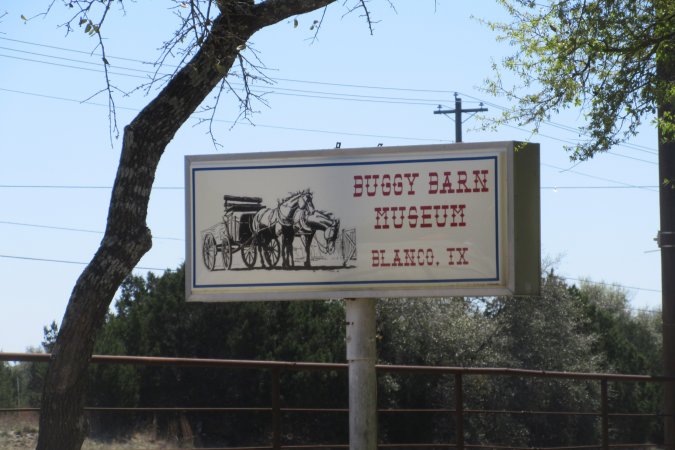 BUGGY BARN
MUSEUM
BLANCO, TX